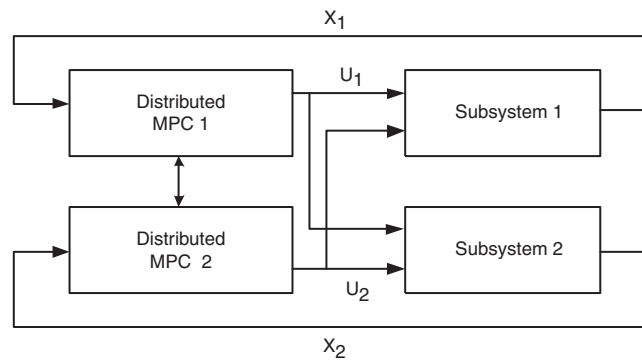 X1
Distributed
MPC 1
U1
Subsystem 1
Distributed
MPC 2
Subsystem 2
U2
X2